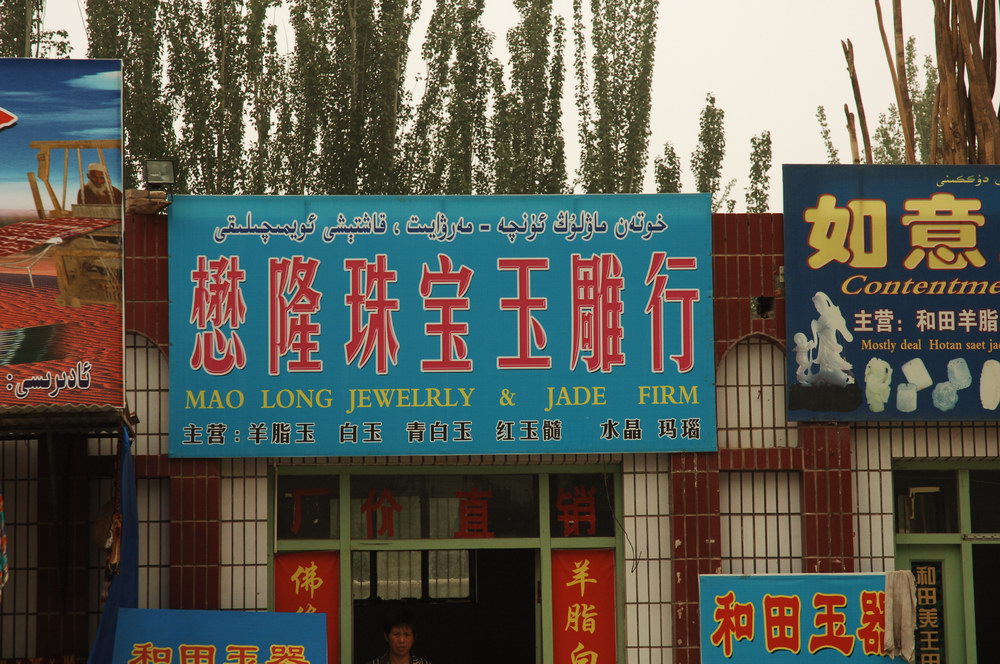 خوتەن ماۋلۇڭ ئۈنچە - مەرۋايىت ، قاشتېشى ئويمىچىلىقى
懋隆珠宝玉雕行
MAO LONG JEWELRLY & JADE FIRM
主营：羊脂玉 白玉 青白玉 红玉髓 水晶 玛瑙
ئادىرىسى:
如意
Contentme
主营：和田羊脂
Mostly deal Hotan saet jac
厂价直销
佛
羊脂白
和田玉器
和田玉器
和田美玉